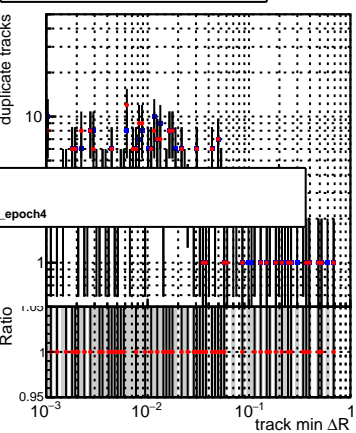 duplicate tracks
10
_epoch4
1
Ratio
1.05
1
0.95
10⁻³
10⁻²
10⁻¹
1
track min ΔR